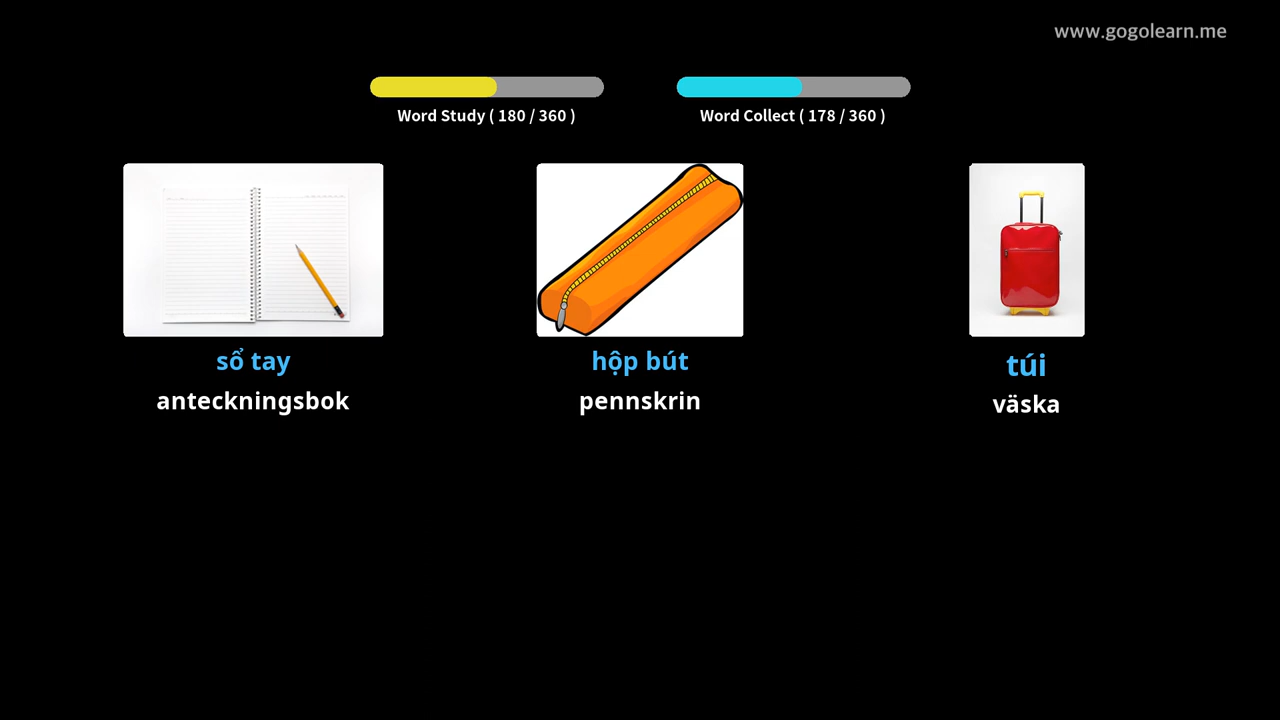 www.gogolearn.me
Word Study ( 180 / 360 )
Word Collect ( 178 / 360 )
sổ tay
anteckningsbok
hộp bút
pennskrin
túi
väska